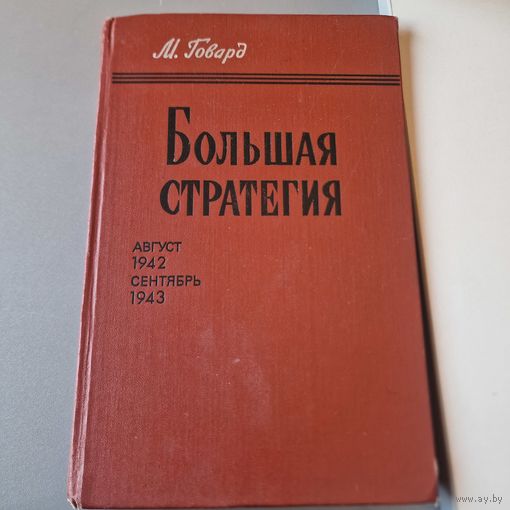 М. Говард
БОЛЬШАЯ
СТРАТЕГИЯ
АВГУСТ
1942
СЕНТЯБРЬ
1943
www.ay.by